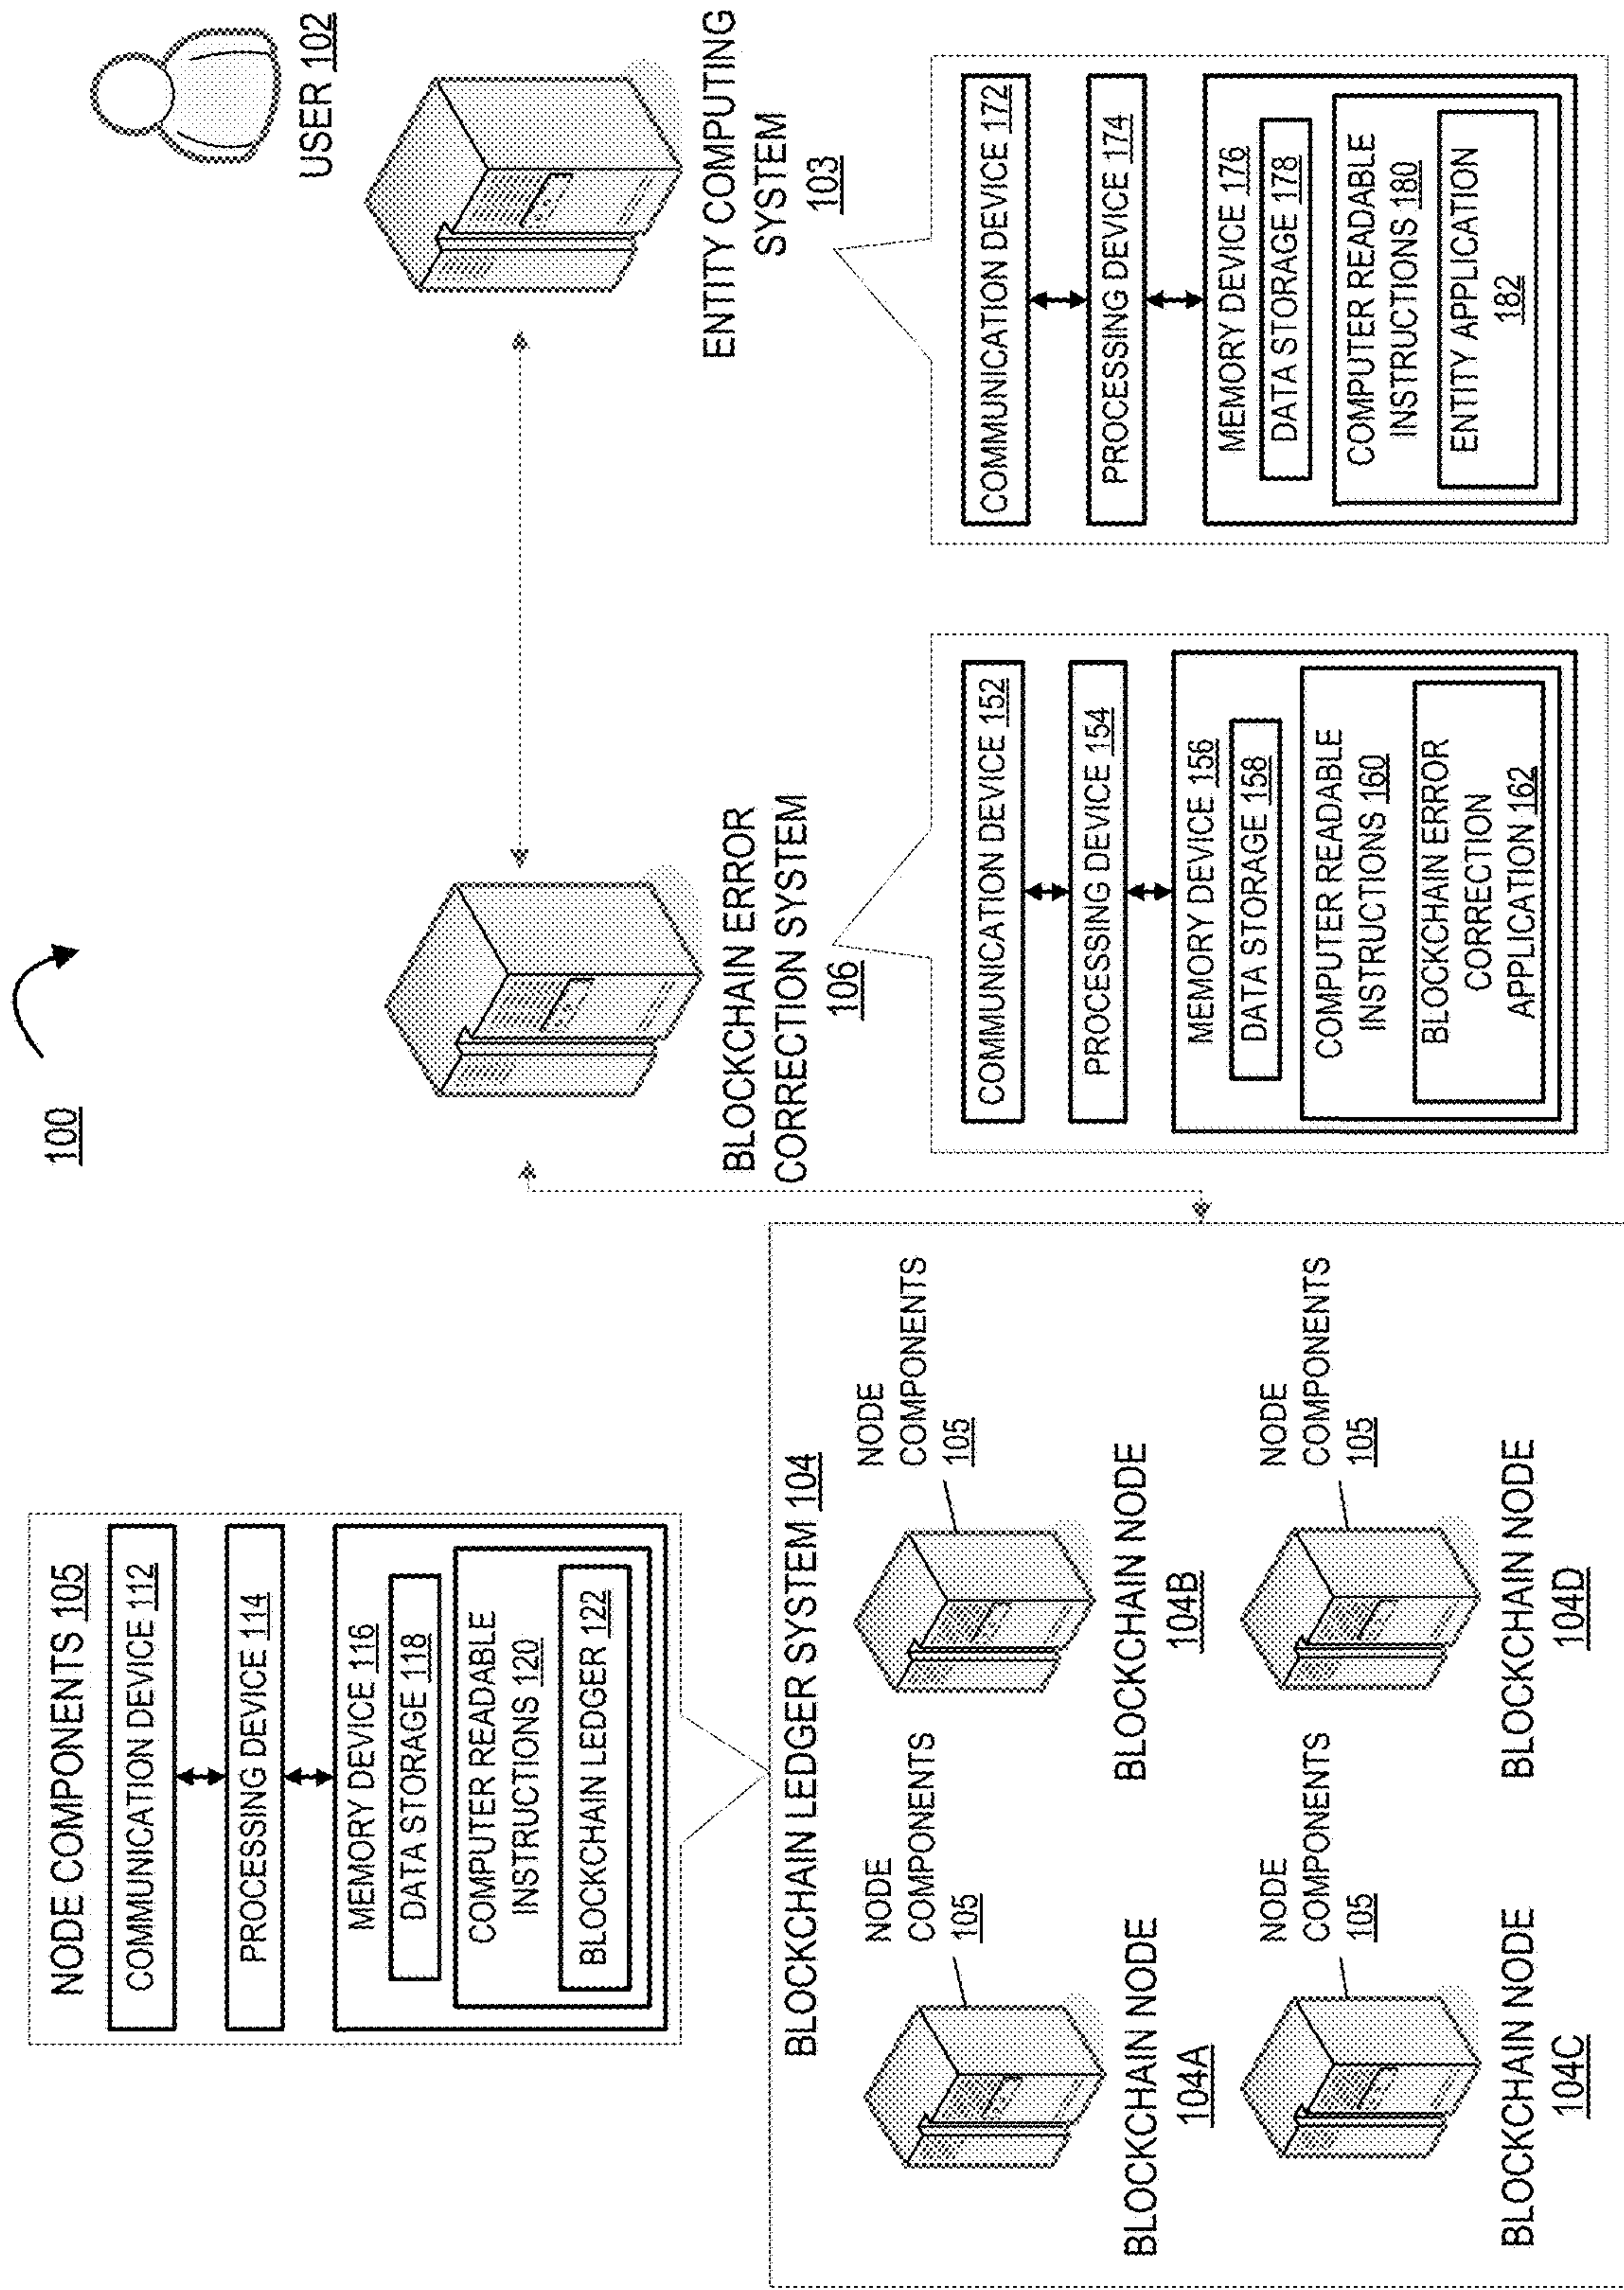 100
NODE COMPONENTS 105
COMMUNICATION DEVICE 112
PROCESSING DEVICE 114
MEMORY DEVICE 116
DATA STORAGE 118
COMPUTER READABLE
INSTRUCTIONS 120
BLOCKCHAIN LEDGER 122
BLOCKCHAIN LEDGER SYSTEM 104
NODE
COMPONENTS
105
BLOCKCHAIN NODE
104A
NODE
COMPONENTS
105
BLOCKCHAIN NODE
104B
NODE
COMPONENTS
105
BLOCKCHAIN NODE
104C
NODE
COMPONENTS
105
BLOCKCHAIN NODE
104D
BLOCKCHAIN ERROR
CORRECTION SYSTEM
106
COMMUNICATION DEVICE 152
PROCESSING DEVICE 154
MEMORY DEVICE 156
DATA STORAGE 158
COMPUTER READABLE
INSTRUCTIONS 160
BLOCKCHAIN ERROR
CORRECTION
APPLICATION 162
USER 102
ENTITY COMPUTING
SYSTEM
103
COMMUNICATION DEVICE 172
PROCESSING DEVICE 174
MEMORY DEVICE 176
DATA STORAGE 178
COMPUTER READABLE
INSTRUCTIONS 180
ENTITY APPLICATION
182